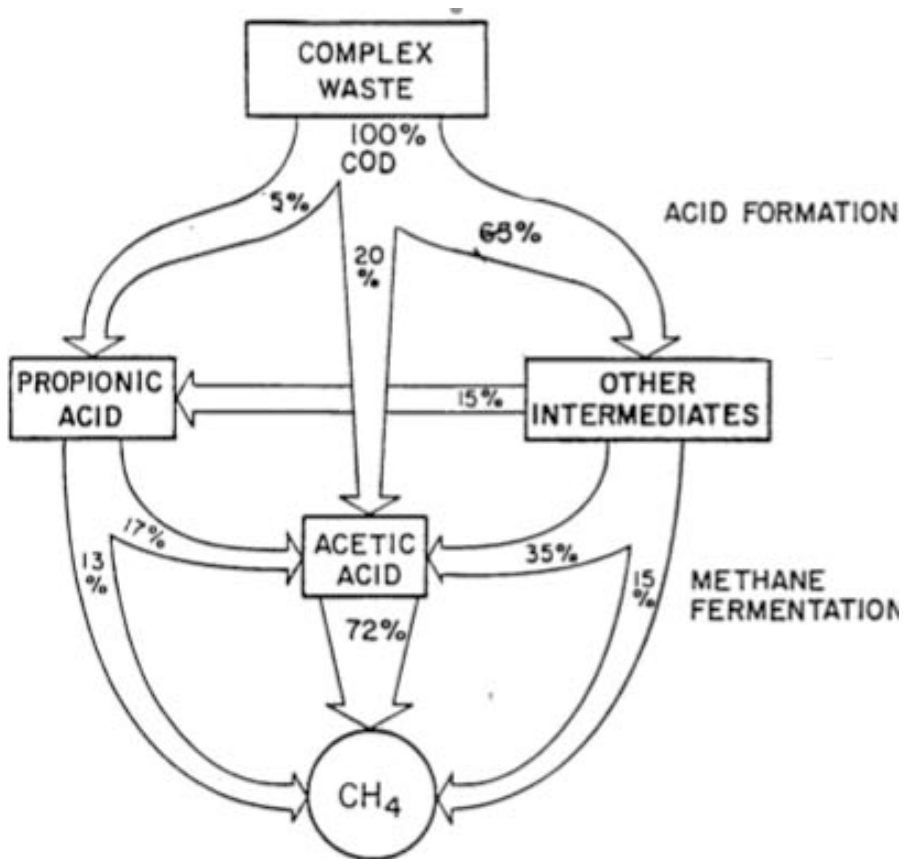 COMPLEX
WASTE
100%
COD
5%
20
%
65%
ACID FORMATION
PROPIONIC
ACID
15%
OTHER
INTERMEDIATES
17%
ACETIC
ACID
35%
13
%
15
%
METHANE
FERMENTATION
72%
CH₄